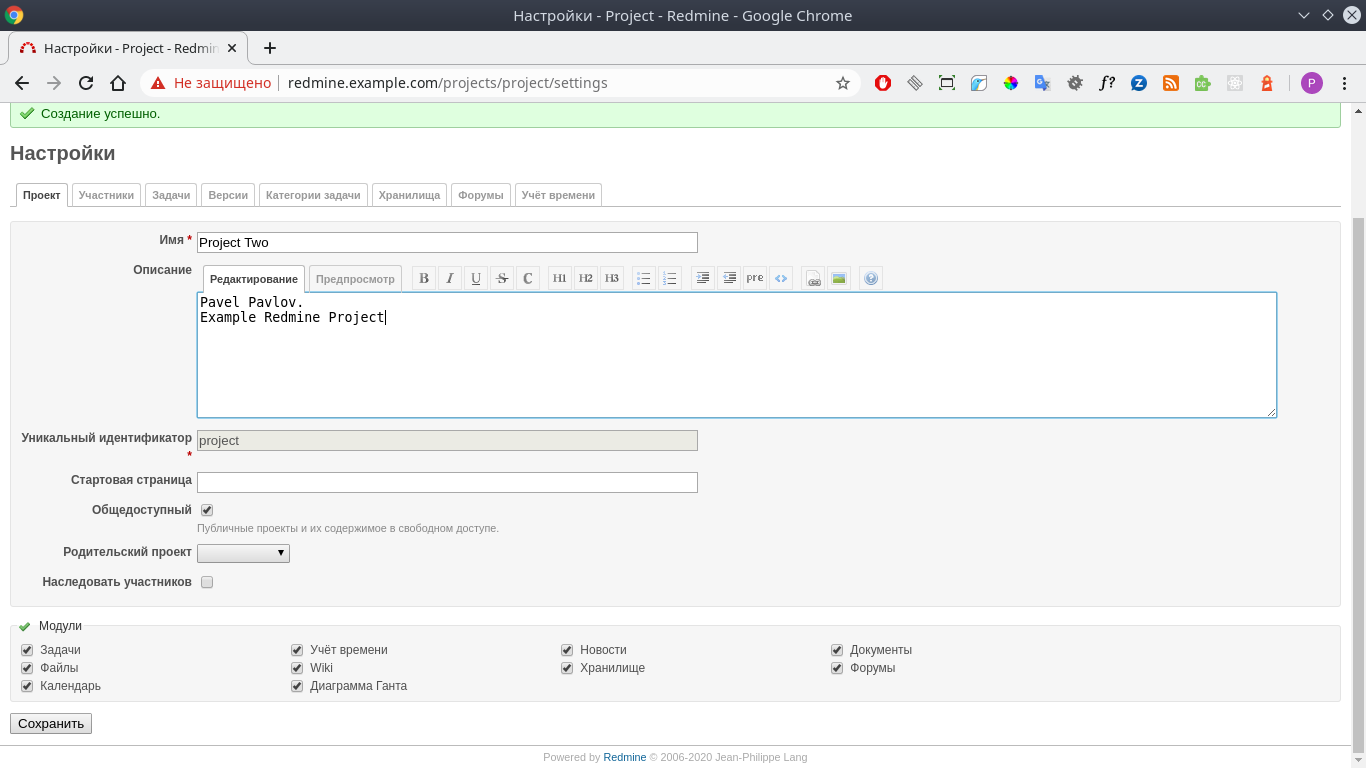 Настройки - Project - Redmine - Google Chrome
Настройки - Project - Redmin
Не защищено redmine.example.com/projects/project/settings
Создание успешно.
Настройки
Проект Участники Задачи Версии Категории задачи Хранилища Форумы Учёт времени
Имя * Project Two
Описание Редактирование Предпросмотр B I U S C H1 H2 H3 pre
Pavel Pavlov.
Example Redmine Project
Уникальный идентификатор * project
Стартовая страница
Общедоступный
Публичные проекты и их содержимое в свободном доступе.
Родительский проект
Наследовать участников
Модули
Задачи Учёт времени Новости Документы
Файлы Wiki Хранилище Форумы
Календарь Диаграмма Ганта
Сохранить
Powered by Redmine © 2006-2020 Jean-Philippe Lang